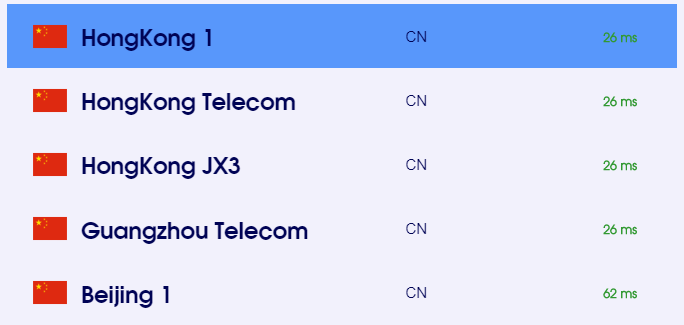 HongKong 1 CN 26 ms
HongKong Telecom CN 26 ms
HongKong JX3 CN 26 ms
Guangzhou Telecom CN 26 ms
Beijing 1 CN 62 ms